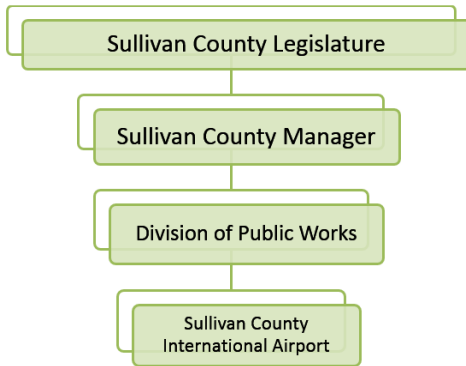 Sullivan County Legislature
Sullivan County Manager
Division of Public Works
Sullivan County
International Airport